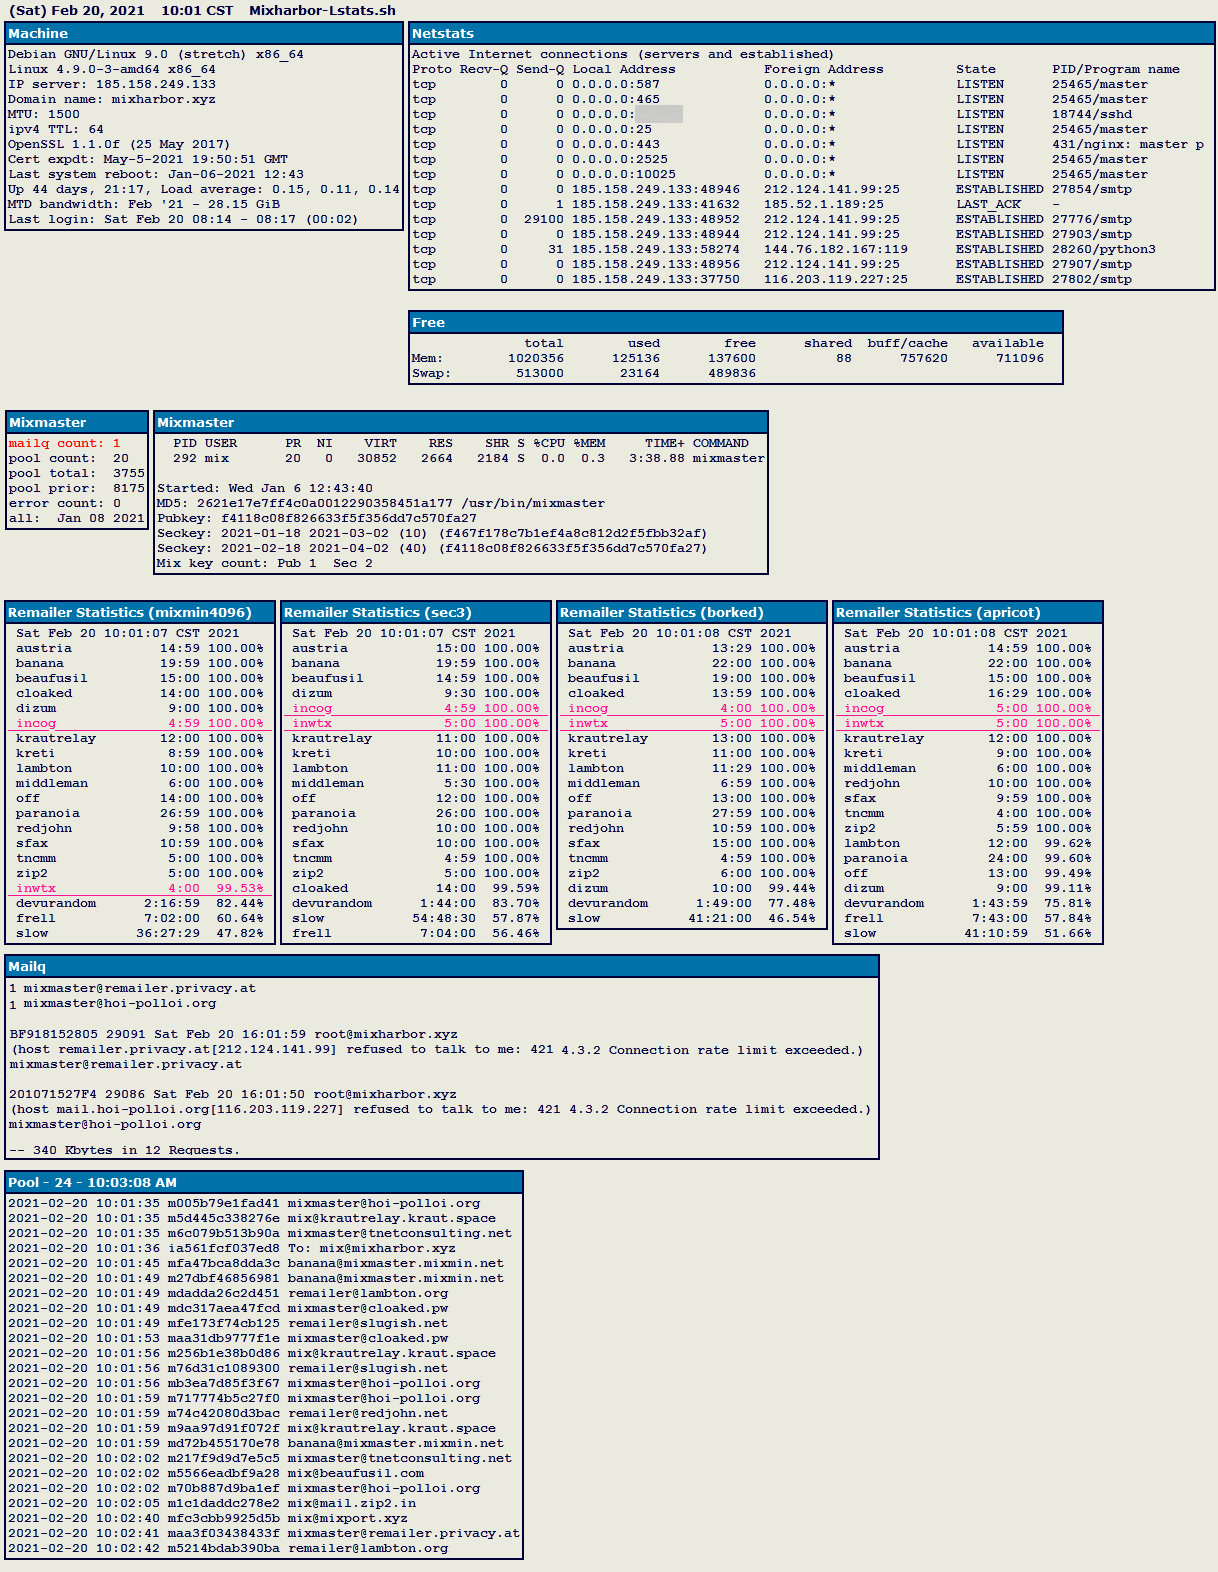 (Sat) Feb 20, 2021    10:01 CST    Mixharbor-Lstats.sh
Machine
Debian GNU/Linux 9.0 (stretch) x86_64
Linux 4.9.0-3-amd64 x86_64
IP server: 185.158.249.133
Domain name: mixharbor.xyz
MTU: 1500
ipv4 TTL: 64
OpenSSL 1.1.0f (25 May 2017)
Cert expdt: May-5-2021 19:50:51 GMT
Last system reboot: Jan-06-2021 12:43
Up 44 days, 21:17, Load average: 0.15, 0.11, 0.14
MTD bandwidth: Feb '21 - 28.15 GiB
Last login: Sat Feb 20 08:14 - 08:17 (00:02)
Netstats
Active Internet connections (servers and established)
Proto Recv-Q Send-Q Local Address           Foreign Address         State       PID/Program name
tcp        0      0 0.0.0.0:587             0.0.0.0:*               LISTEN      25465/master
tcp        0      0 0.0.0.0:465             0.0.0.0:*               LISTEN      25465/master
tcp        0      0 0.0.0.0:                0.0.0.0:*               LISTEN      18744/sshd
tcp        0      0 0.0.0.0:25              0.0.0.0:*               LISTEN      25465/master
tcp        0      0 0.0.0.0:443             0.0.0.0:*               LISTEN      431/nginx: master p
tcp        0      0 0.0.0.0:2525            0.0.0.0:*               LISTEN      25465/master
tcp        0      0 0.0.0.0:10025           0.0.0.0:*               LISTEN      25465/master
tcp        0      0 185.158.249.133:48946   212.124.141.99:25       ESTABLISHED 27854/smtp
tcp        0      1 185.158.249.133:41632   185.52.1.189:25         LAST_ACK    -
tcp        0  29100 185.158.249.133:48952   212.124.141.99:25       ESTABLISHED 27776/smtp
tcp        0      0 185.158.249.133:48944   212.124.141.99:25       ESTABLISHED 27903/smtp
tcp        0     31 185.158.249.133:58274   144.76.182.167:119      ESTABLISHED 28260/python3
tcp        0      0 185.158.249.133:48956   212.124.141.99:25       ESTABLISHED 27907/smtp
tcp        0      0 185.158.249.133:37750   116.203.119.227:25      ESTABLISHED 27802/smtp
Free
              total        used        free      shared  buff/cache   available
Mem:        1020356      125136      137600          88      757620      711096
Swap:        513000       23164      489836
Mixmaster
mailq count: 1
pool count:  20
pool total:  3755
pool prior:  8175
error count: 0
all:  Jan 08 2021
Mixmaster
  PID USER      PR  NI    VIRT    RES    SHR S %CPU %MEM     TIME+ COMMAND
  292 mix       20   0   30852   2664   2184 S  0.0  0.3   3:38.88 mixmaster
Started: Wed Jan 6 12:43:40
MD5: 2621e17e7ff4c0a0012290358451a177 /usr/bin/mixmaster
Pubkey: f4118c08f826633f5f356dd7c570fa27
Seckey: 2021-01-18 2021-03-02 (10) (f467f178c7b1ef4a8c812d2f5fbb32af)
Seckey: 2021-02-18 2021-04-02 (40) (f4118c08f826633f5f356dd7c570fa27)
Mix key count: Pub 1  Sec 2
Remailer Statistics (mixmin4096)
Sat Feb 20 10:01:07 CST 2021
austria           14:59 100.00%
banana            19:59 100.00%
beaufusil         15:00 100.00%
cloaked           14:00 100.00%
dizum              9:00 100.00%
incog              4:59 100.00%
krautrelay        12:00 100.00%
kreti              8:59 100.00%
lambton           10:00 100.00%
middleman          6:00 100.00%
off               14:00 100.00%
paranoia          26:59 100.00%
redjohn            9:58 100.00%
sfax              10:59 100.00%
tncmm              5:00 100.00%
zip2               5:00 100.00%
inwtx              4:00  99.53%
devurandom      2:16:59  82.44%
frell           7:02:00  60.64%
slow           36:27:29  47.82%
Remailer Statistics (sec3)
Sat Feb 20 10:01:07 CST 2021
austria           15:00 100.00%
banana            19:59 100.00%
beaufusil         14:59 100.00%
dizum              9:30 100.00%
incog              4:59 100.00%
inwtx              5:00 100.00%
krautrelay        11:00 100.00%
kreti             10:00 100.00%
lambton           11:00 100.00%
middleman          5:30 100.00%
off               12:00 100.00%
paranoia          26:00 100.00%
redjohn           10:00 100.00%
sfax              10:00 100.00%
tncmm              4:59 100.00%
zip2               5:00 100.00%
cloaked           14:00  99.59%
devurandom      1:44:00  83.70%
slow           54:48:30  57.87%
frell           7:04:00  56.46%
Remailer Statistics (borked)
Sat Feb 20 10:01:08 CST 2021
austria           13:29 100.00%
banana            22:00 100.00%
beaufusil         19:00 100.00%
cloaked           13:59 100.00%
incog              4:00 100.00%
inwtx              5:00 100.00%
krautrelay        13:00 100.00%
kreti             11:00 100.00%
lambton           11:29 100.00%
middleman          6:59 100.00%
off               13:00 100.00%
paranoia          27:59 100.00%
redjohn           10:59 100.00%
sfax              15:00 100.00%
tncmm              4:59 100.00%
zip2               6:00 100.00%
dizum             10:00  99.44%
devurandom      1:49:00  77.48%
slow           41:21:00  46.54%
Remailer Statistics (apricot)
Sat Feb 20 10:01:08 CST 2021
austria           14:59 100.00%
banana            22:00 100.00%
beaufusil         15:00 100.00%
cloaked           16:29 100.00%
incog              5:00 100.00%
inwtx              5:00 100.00%
krautrelay        12:00 100.00%
kreti              9:00 100.00%
middleman          6:00 100.00%
redjohn           10:00 100.00%
sfax               9:59 100.00%
tncmm              4:00 100.00%
zip2               5:59 100.00%
lambton           12:00  99.62%
paranoia          24:00  99.60%
off               13:00  99.49%
dizum              9:00  99.11%
devurandom      1:43:59  75.81%
frell           7:43:00  57.84%
slow           41:10:59  51.66%
Mailq
1 mixmaster@remailer.privacy.at
1 mixmaster@hoi-polloi.org
BF918152805 29091 Sat Feb 20 16:01:59 root@mixharbor.xyz
(host remailer.privacy.at[212.124.141.99] refused to talk to me: 421 4.3.2 Connection rate limit exceeded.)
mixmaster@remailer.privacy.at
201071527F4 29086 Sat Feb 20 16:01:50 root@mixharbor.xyz
(host mail.hoi-polloi.org[116.203.119.227] refused to talk to me: 421 4.3.2 Connection rate limit exceeded.)
mixmaster@hoi-polloi.org
-- 340 Kbytes in 12 Requests.
Pool - 24 - 10:03:08 AM
2021-02-20 10:01:35 m005b79e1fad41 mixmaster@hoi-polloi.org
2021-02-20 10:01:35 m5d445c338276e mix@krautrelay.kraut.space
2021-02-20 10:01:35 m6c079b513b90a mixmaster@tnetconsulting.net
2021-02-20 10:01:36 ia561fcf037ed8 To: mix@mixharbor.xyz
2021-02-20 10:01:45 mfa47bca8dda3c banana@mixmaster.mixmin.net
2021-02-20 10:01:49 m27dbf46856981 banana@mixmaster.mixmin.net
2021-02-20 10:01:49 mdadda26c2d451 remailer@lambton.org
2021-02-20 10:01:49 mdc317aea47fcd mixmaster@cloaked.pw
2021-02-20 10:01:49 mfe173f74cb125 remailer@slugish.net
2021-02-20 10:01:53 maa31db9777f1e mixmaster@cloaked.pw
2021-02-20 10:01:56 m256b1e38b0d86 mix@krautrelay.kraut.space
2021-02-20 10:01:56 m76d31c1089300 remailer@slugish.net
2021-02-20 10:01:56 mb3ea7d85f3f67 mixmaster@hoi-polloi.org
2021-02-20 10:01:59 m717774b5c27f0 mixmaster@hoi-polloi.org
2021-02-20 10:01:59 m74c42080d3bac remailer@redjohn.net
2021-02-20 10:01:59 m9aa97d91f072f mix@krautrelay.kraut.space
2021-02-20 10:01:59 md72b455170e78 banana@mixmaster.mixmin.net
2021-02-20 10:02:02 m217f9d9d7e5c5 mixmaster@tnetconsulting.net
2021-02-20 10:02:02 m5566eadbf9a28 mix@beaufusil.com
2021-02-20 10:02:02 m70b887d9ba1ef mixmaster@hoi-polloi.org
2021-02-20 10:02:05 m1c1daddc278e2 mix@mail.zip2.in
2021-02-20 10:02:40 mfc3cbb9925d5b mix@mixport.xyz
2021-02-20 10:02:41 maa3f03438433f mixmaster@remailer.privacy.at
2021-02-20 10:02:42 m5214bdab390ba remailer@lambton.org